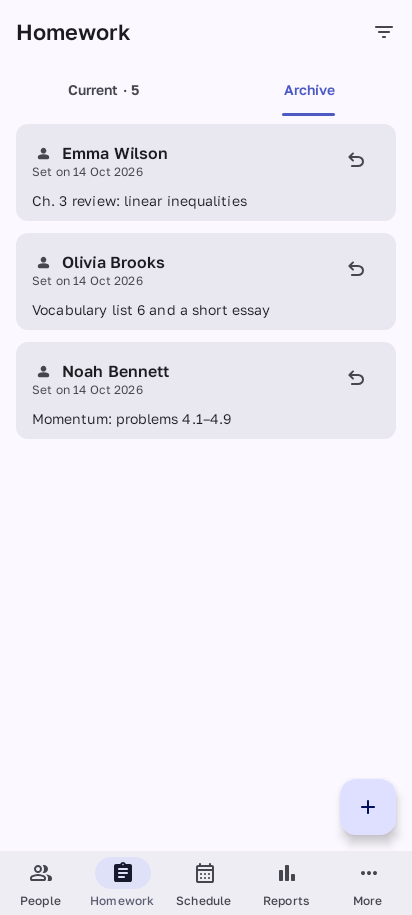 Homework
Current · 5
Archive
Emma Wilson
Set on 14 Oct 2026
Ch. 3 review: linear inequalities
Olivia Brooks
Set on 14 Oct 2026
Vocabulary list 6 and a short essay
Noah Bennett
Set on 14 Oct 2026
Momentum: problems 4.1–4.9
People
Homework
Schedule
Reports
More